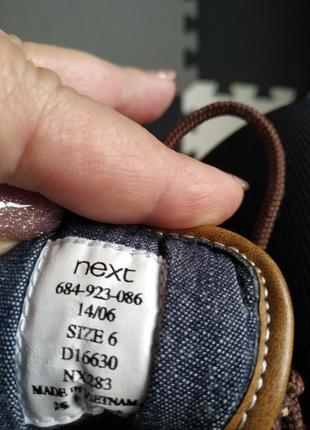 next
684-923-086
14/06
SIZE 6
D16630
NX283
MADE IN VIETNAM